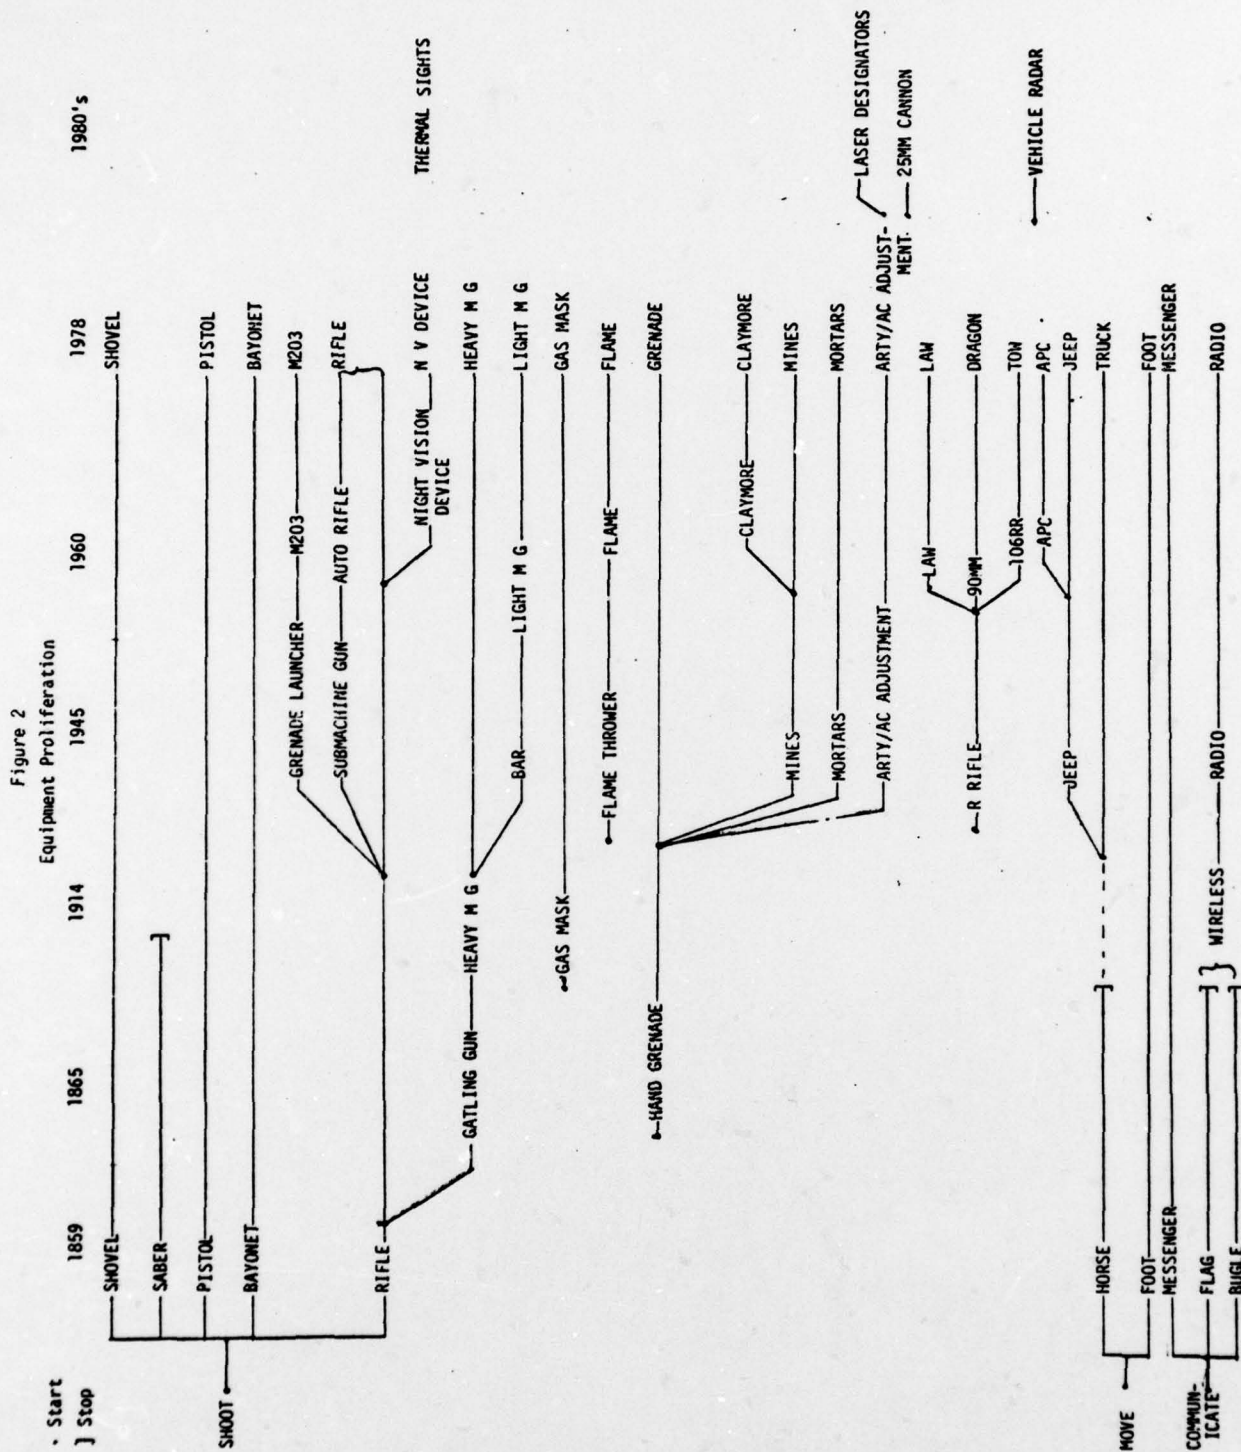 Figure 2
Equipment Proliferation
· Start
] Stop
1859 1865 1914 1945 1960 1978 1980's
SHOOT
SHOVEL SHOVEL
SABER ]
PISTOL PISTOL
BAYONET BAYONET
GRENADE LAUNCHER M203 M203
SUBMACHINE GUN AUTO RIFLE RIFLE
RIFLE
NIGHT VISION N V DEVICE THERMAL SIGHTS
DEVICE
GATLING GUN HEAVY M G HEAVY M G
BAR LIGHT M G LIGHT M G
GAS MASK GAS MASK
FLAME THROWER FLAME FLAME
HAND GRENADE GRENADE
CLAYMORE CLAYMORE
MINES MINES
MORTARS MORTARS
LASER DESIGNATORS
ARTY/AC ADJUSTMENT ARTY/AC ADJUST-
MENT 25MM CANNON
LAW LAW
R RIFLE 90MM DRAGON
106RR TOW
VEHICLE RADAR
APC APC
JEEP JEEP
MOVE
HORSE ] TRUCK
FOOT FOOT
COMMUN-
ICATE
MESSENGER MESSENGER
FLAG ] WIRELESS RADIO RADIO
BUGLE ]